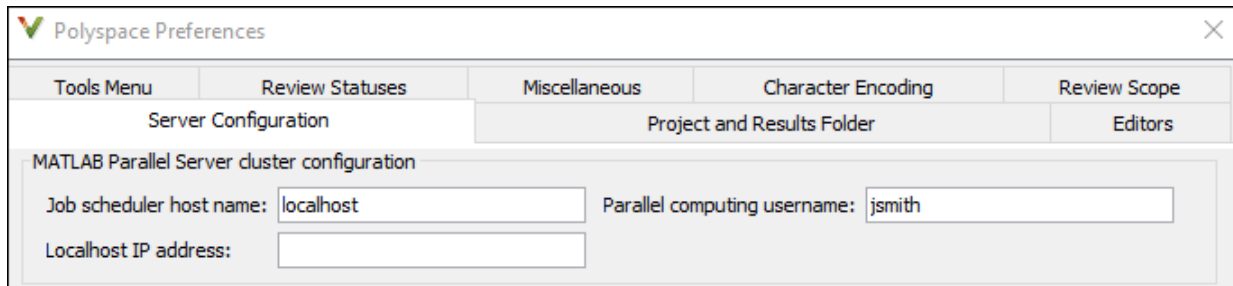 Polyspace Preferences
Tools Menu Review Statuses Miscellaneous Character Encoding Review Scope
Server Configuration Project and Results Folder Editors
MATLAB Parallel Server cluster configuration
Job scheduler host name: localhost Parallel computing username: jsmith
Localhost IP address: